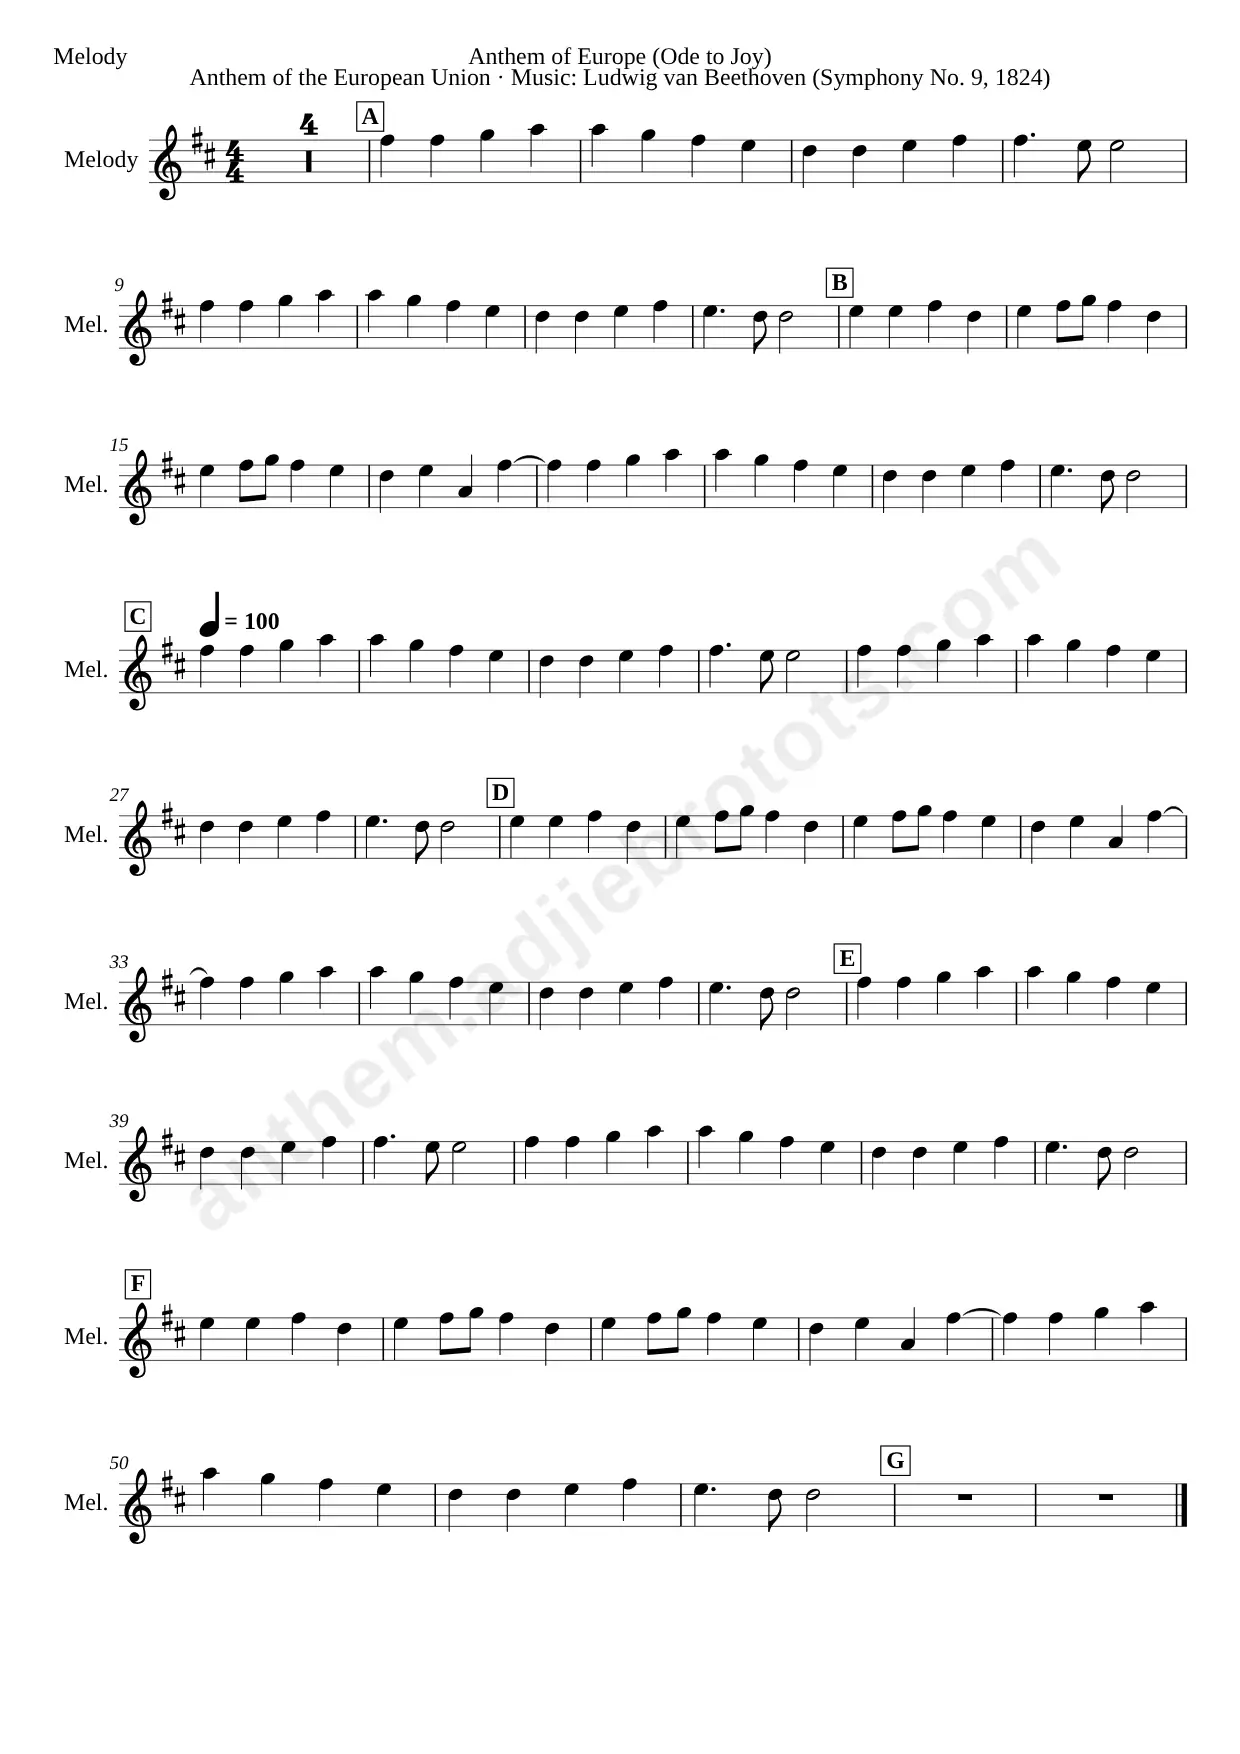 Melody
Anthem of Europe (Ode to Joy)
Anthem of the European Union · Music: Ludwig van Beethoven (Symphony No. 9, 1824)
4
A
Melody
4
4
9
B
Mel.
15
Mel.
C
= 100
Mel.
27
D
Mel.
33
E
Mel.
39
Mel.
F
Mel.
50
G
Mel.
anthem.adjiebrotots.com